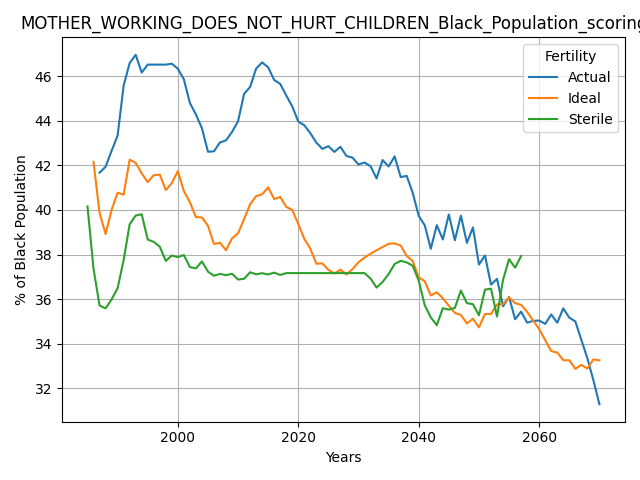 MOTHER_WORKING_DOES_NOT_HURT_CHILDREN_Black_Population_scoring
Fertility
Actual
Ideal
Sterile
% of Black Population
46
44
42
40
38
36
34
32
2000
2020
2040
2060
Years